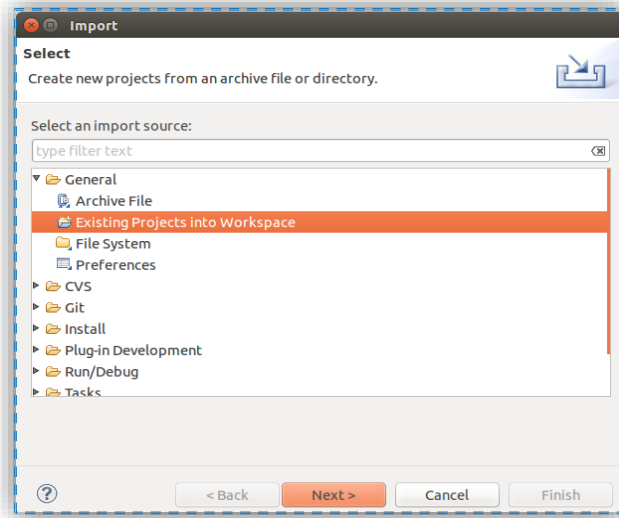 Import
Select
Create new projects from an archive file or directory.
Select an import source:
type filter text
General
Archive File
Existing Projects into Workspace
File System
Preferences
CVS
Git
Install
Plug-in Development
Run/Debug
Tasks
? < Back Next > Cancel Finish